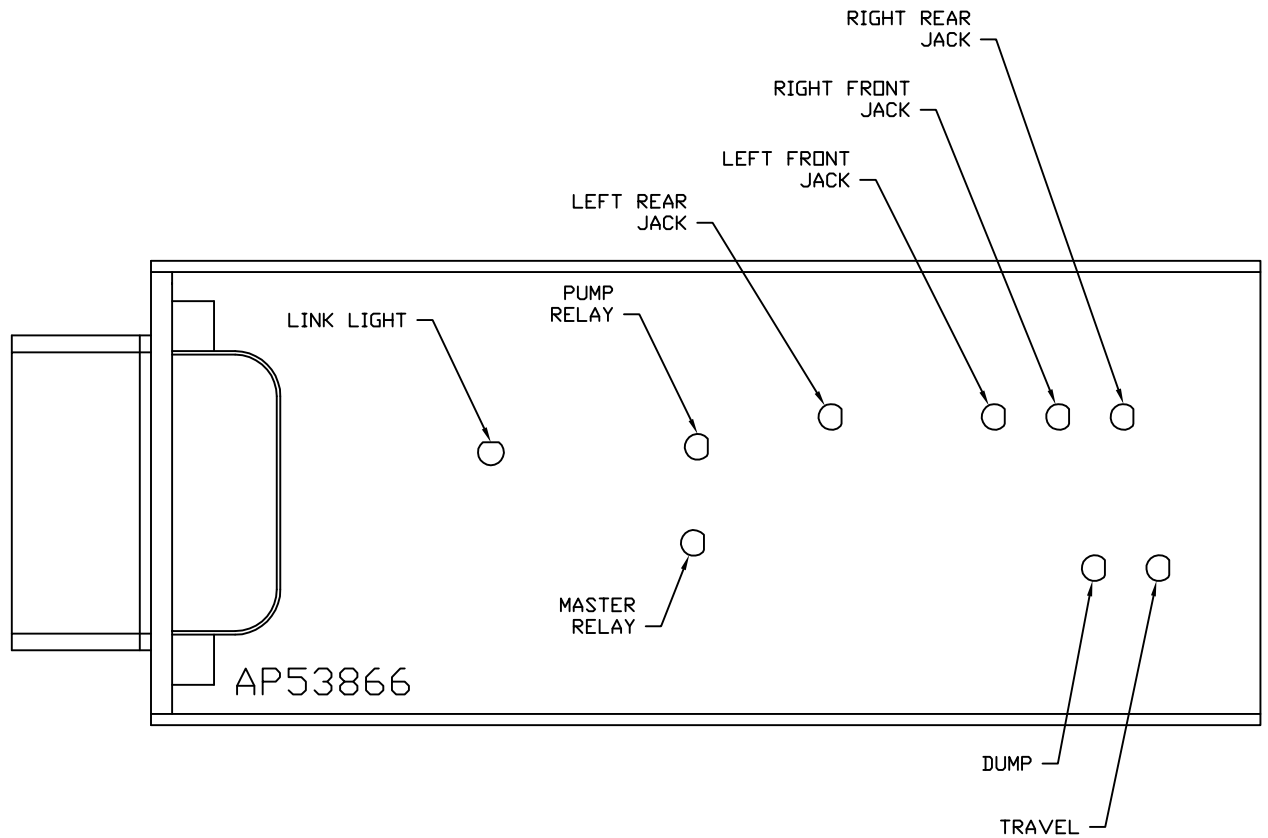 RIGHT REAR
JACK
RIGHT FRONT
JACK
LEFT FRONT
JACK
LEFT REAR
JACK
PUMP
RELAY
LINK LIGHT
MASTER
RELAY
AP53866
DUMP
TRAVEL